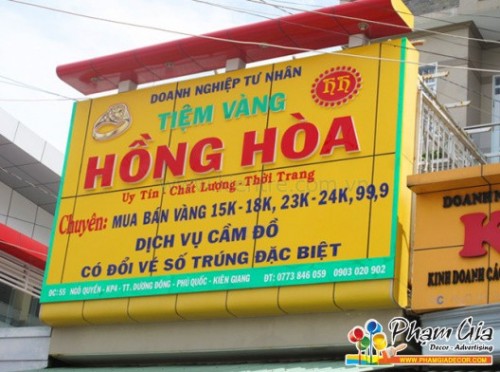 DOANH NGHIỆP TƯ NHÂN
TIỆM VÀNG
HH
HỒNG HÒA
Uy Tín - Chất Lượng - Thời Trang
Chuyên: MUA BÁN VÀNG 15K - 18K, 23K - 24K, 99,9
DỊCH VỤ CẦM ĐỒ
CÓ ĐỔI VÉ SỐ TRÚNG ĐẶC BIỆT
ĐC: 55 NGÔ QUYỀN - KP4 - TT. DƯƠNG ĐÔNG - PHÚ QUỐC - KIÊN GIANG ĐT: 0773 846 059 0903 020 902
DOANH
K
KINH DOANH CÁ
Phạm Gia
Decor - Advertising
WWW.PHAMGIADECOR.COM